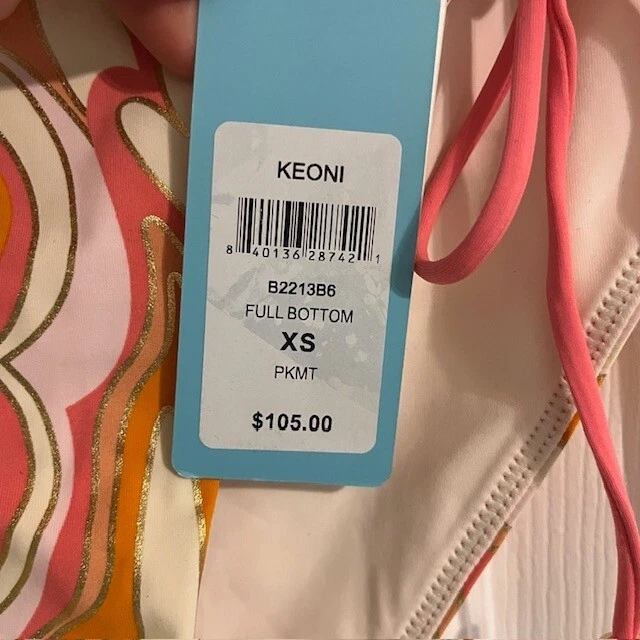 KEONI
8 40136 28742 1
B2213B6
FULL BOTTOM
XS
PKMT
$105.00